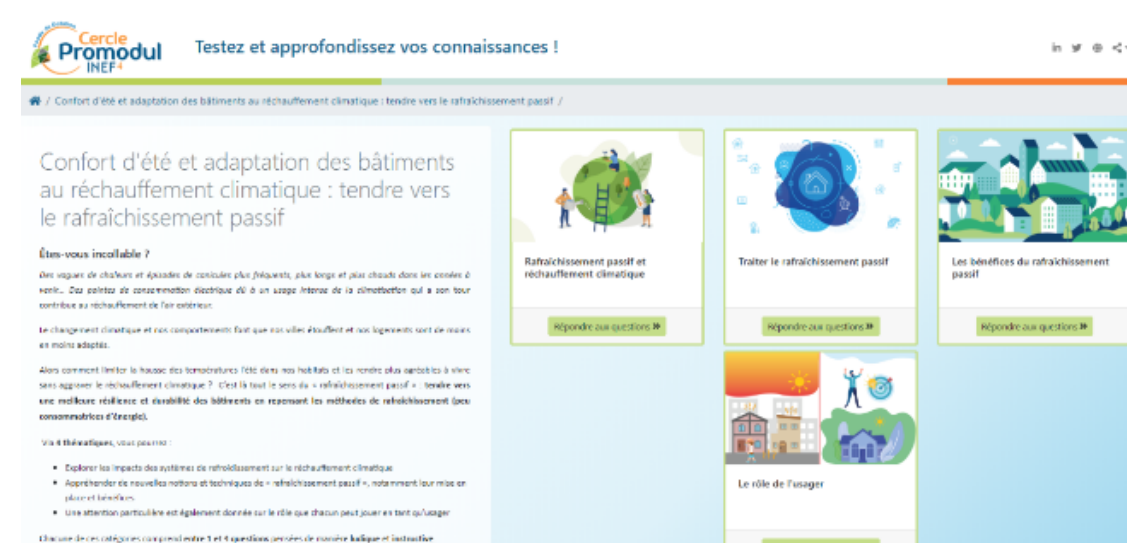 Fonds de Dotation
Cercle
Promodul
INEF4
Testez et approfondissez vos connaissances !
/ Confort d'été et adaptation des bâtiments au réchauffement climatique : tendre vers le rafraîchissement passif /
Confort d'été et adaptation des bâtiments
au réchauffement climatique : tendre vers
le rafraîchissement passif
Êtes-vous incollable ?
Des vagues de chaleurs et épisodes de canicules plus fréquents, plus longs et plus chauds dans les années à
venir... Des pointes de consommation électrique dû à un usage intense de la climatisation qui a son tour
contribue au réchauffement de l'air extérieur.
Le changement climatique et nos comportements font que nos villes étouffent et nos logements sont de moins
en moins adaptés.
Alors comment limiter la hausse des températures l'été dans nos habitats et les rendre plus agréables à vivre
sans aggraver le réchauffement climatique ? C'est là tout le sens du « rafraîchissement passif » : tendre vers
une meilleure résilience et durabilité des bâtiments en repensant les méthodes de rafraichissement (peu
consommatrices d'énergie).
Via 4 thématiques, vous pourrez :
Explorer les impacts des systèmes de refroidissement sur le réchauffement climatique
Appréhender de nouvelles notions et techniques de « rafraichissement passif », notamment leur mise en
place et bénéfices
Une attention particulière est également donnée sur le rôle que chacun peut jouer en tant qu'usager
Chacune de ces catégories comprend entre 1 et 4 questions pensées de manière ludique et instructive
Rafraîchissement passif et
réchauffement climatique
Répondre aux questions
Traiter le rafraîchissement passif
Répondre aux questions
Les bénéfices du rafraîchissement
passif
Répondre aux questions
Le rôle de l'usager